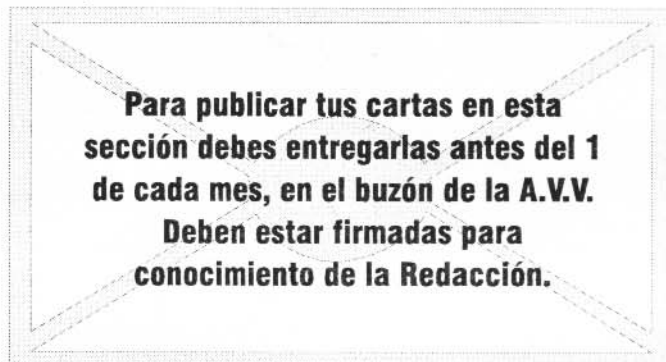 Para publicar tus cartas en esta
sección debes entregarlas antes del 1
de cada mes, en el buzón de la A.V.V.
Deben estar firmadas para
conocimiento de la Redacción.